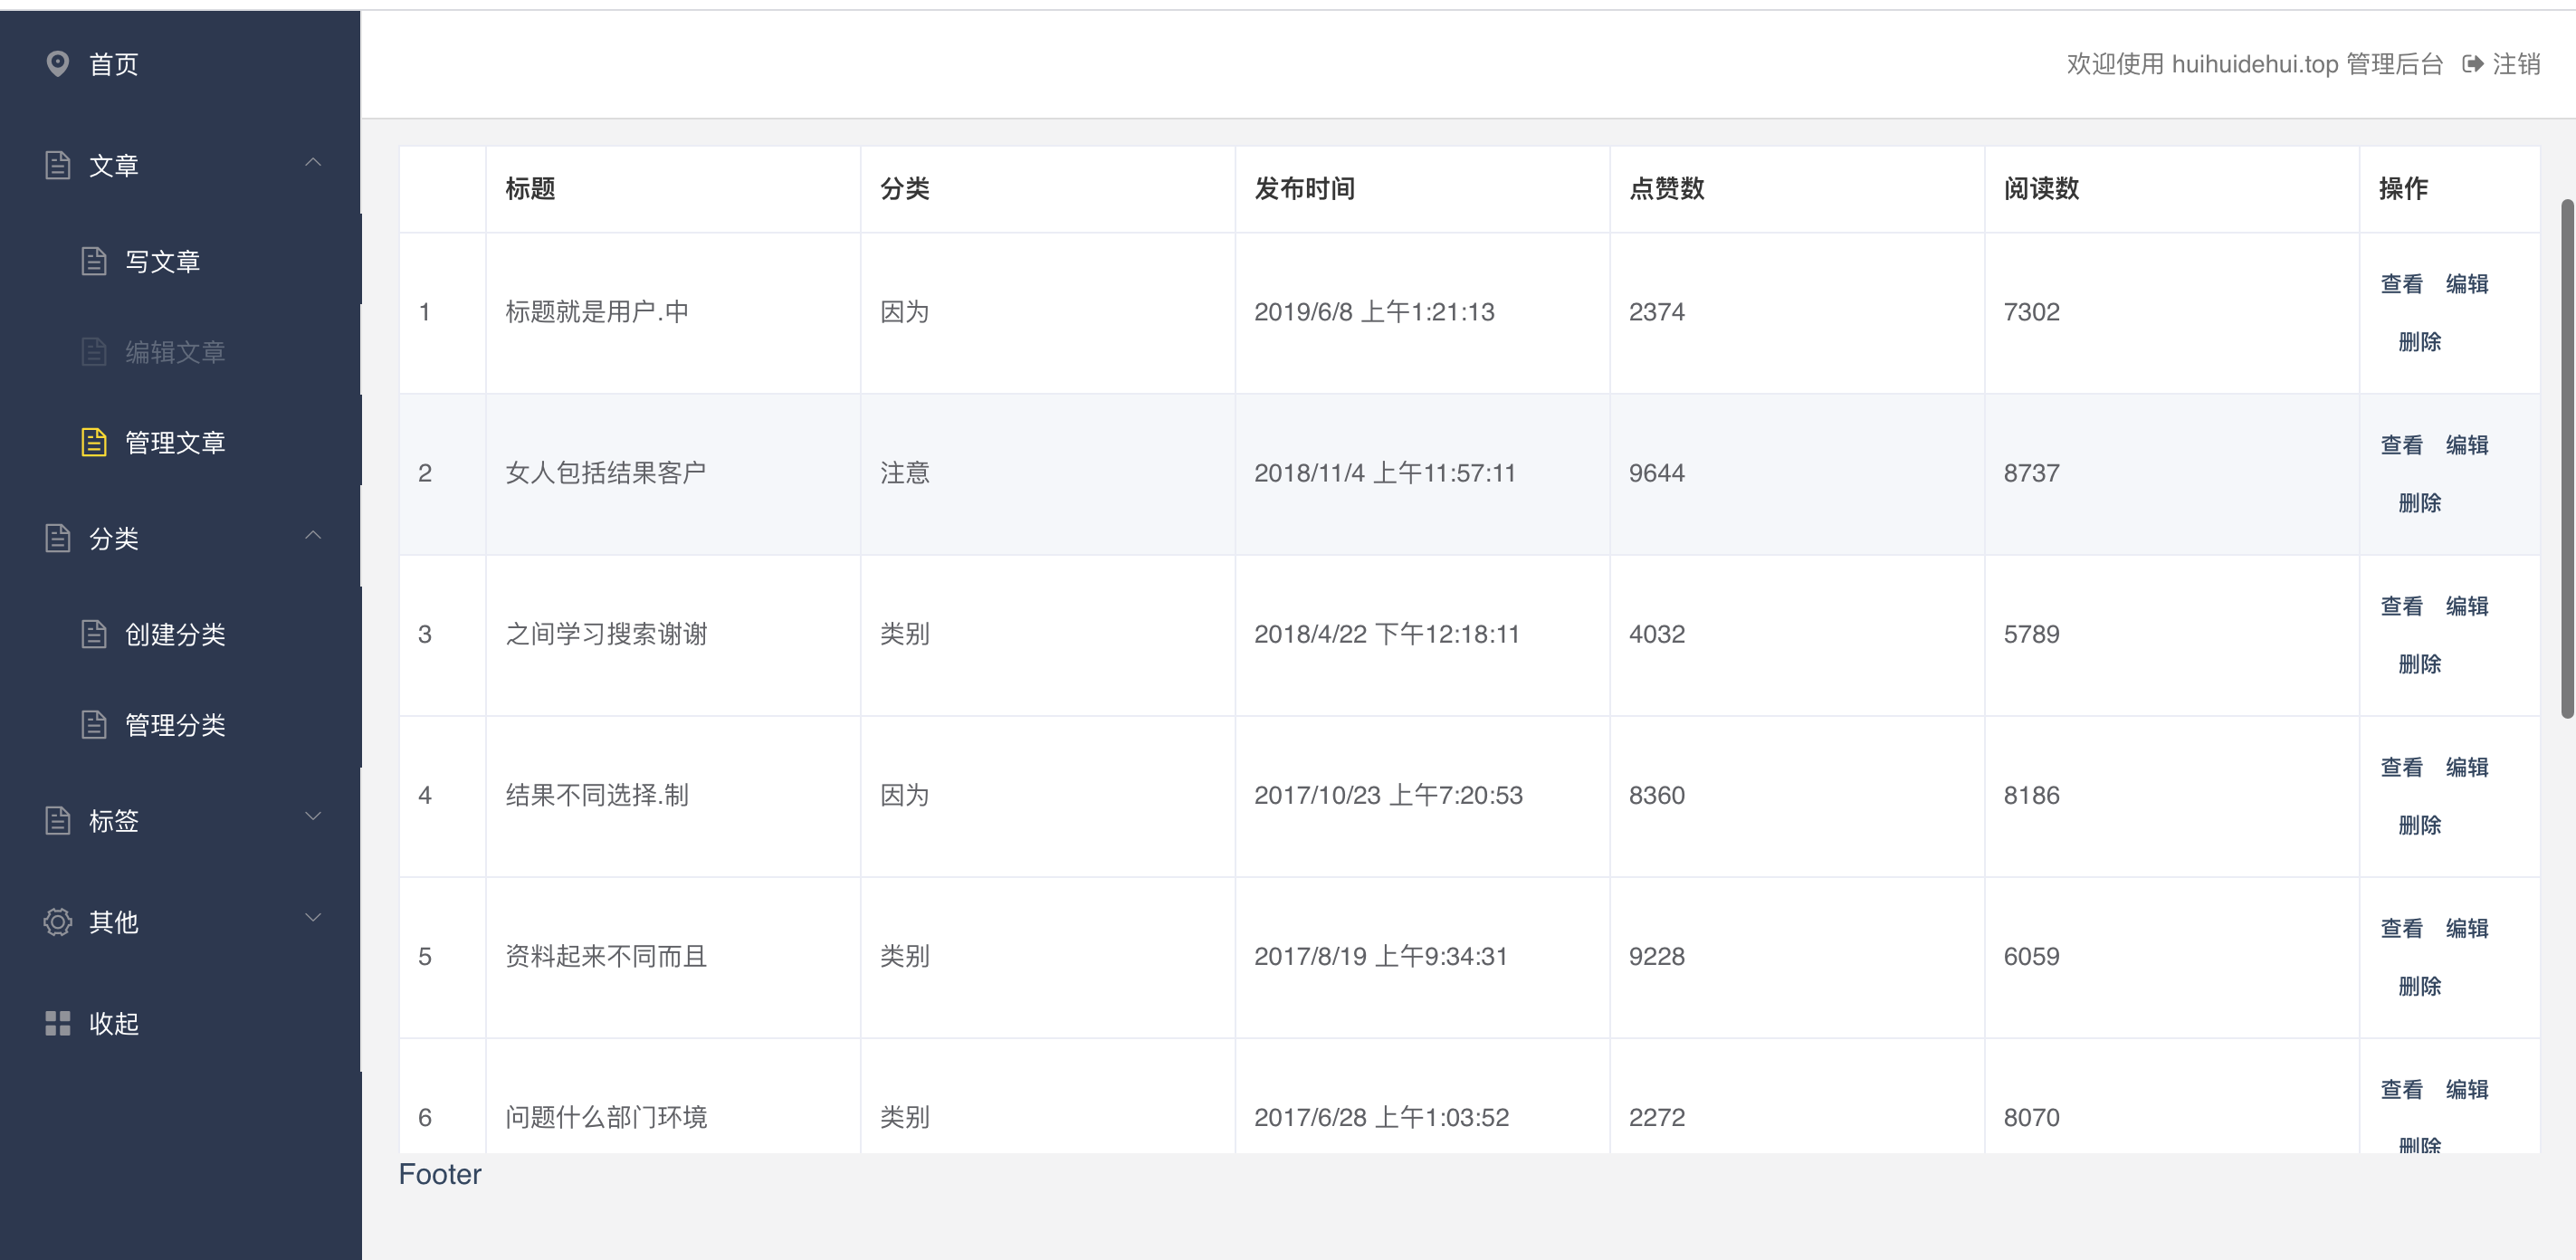 首页
文章
写文章
编辑文章
管理文章
分类
创建分类
管理分类
标签
其他
收起
欢迎使用 huihuidehui.top 管理后台 注销
标题 分类 发布时间 点赞数 阅读数 操作
1 标题就是用户.中 因为 2019/6/8 上午1:21:13 2374 7302 查看 编辑
删除
2 女人包括结果客户 注意 2018/11/4 上午11:57:11 9644 8737 查看 编辑
删除
3 之间学习搜索谢谢 类别 2018/4/22 下午12:18:11 4032 5789 查看 编辑
删除
4 结果不同选择.制 因为 2017/10/23 上午7:20:53 8360 8186 查看 编辑
删除
5 资料起来不同而且 类别 2017/8/19 上午9:34:31 9228 6059 查看 编辑
删除
6 问题什么部门环境 类别 2017/6/28 上午1:03:52 2272 8070 查看 编辑
删除
Footer